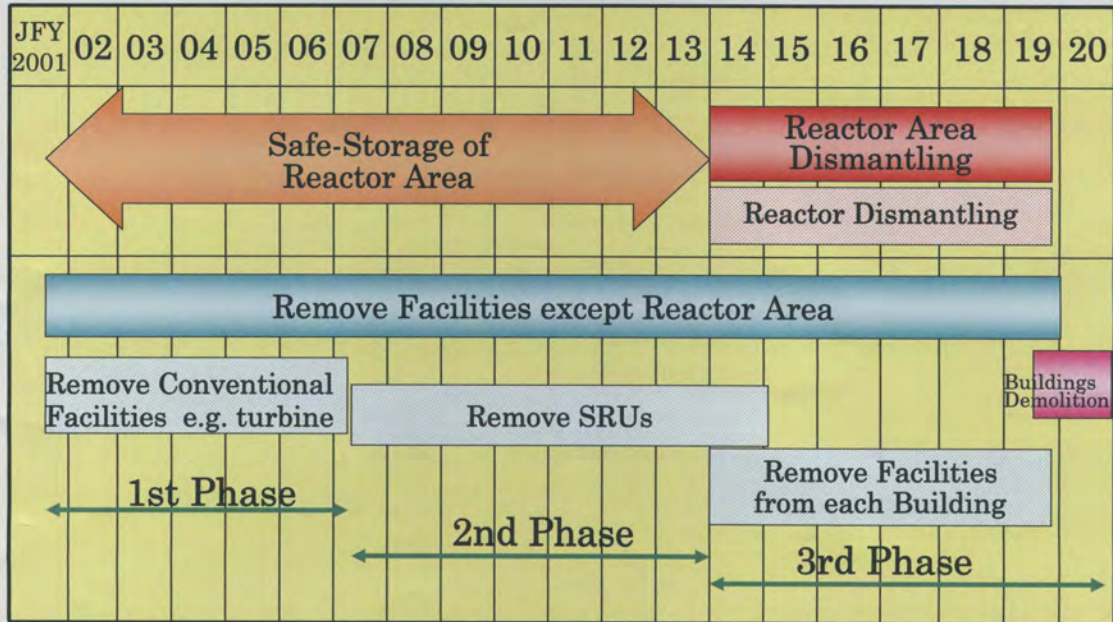 JFY
2001 02 03 04 05 06 07 08 09 10 11 12 13 14 15 16 17 18 19 20
Safe-Storage of
Reactor Area
Reactor Area
Dismantling
Reactor Dismantling
Remove Facilities except Reactor Area
Remove Conventional
Facilities e.g. turbine
Remove SRUs
Buildings
Demolition
Remove Facilities
from each Building
1st Phase
2nd Phase
3rd Phase